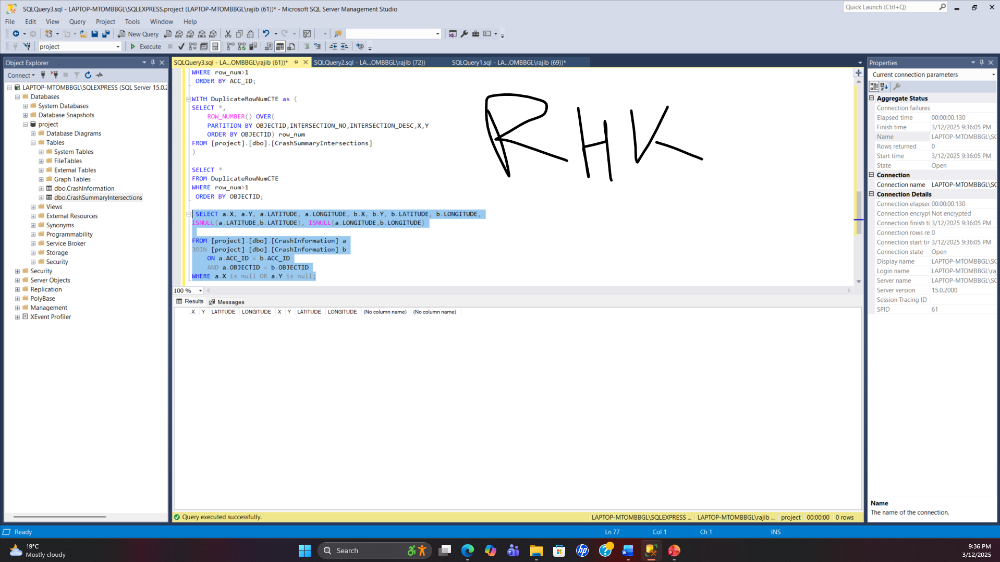 SQLQuery3.sql - LAPTOP-MTOMBBGL\SQLEXPRESS.project (LAPTOP-MTOMBBGL\rajib (61))* - Microsoft SQL Server Management Studio
Quick Launch (Ctrl+Q)
File Edit View Query Project Tools Window Help
New Query
project Execute
Object Explorer
Connect
LAPTOP-MTOMBBGL\SQLEXPRESS (SQL Server 15.0.2
Databases
System Databases
Database Snapshots
project
Database Diagrams
Tables
System Tables
FileTables
External Tables
Graph Tables
dbo.CrashInformation
dbo.CrashSummaryIntersections
Views
External Resources
Synonyms
Programmability
Service Broker
Storage
Security
Security
Server Objects
Replication
PolyBase
Management
XEvent Profiler
SQLQuery3.sql - LA...OMBBGL\rajib (61))* SQLQuery2.sql - LA...OMBBGL\rajib (72)) SQLQuery1.sql - LA...OMBBGL\rajib (69))*
WHERE row_num>1
ORDER BY ACC_ID;
WITH DuplicateRowNumCTE as (
SELECT *,
ROW_NUMBER() OVER(
PARTITION BY OBJECTID,INTERSECTION_NO,INTERSECTION_DESC,X,Y
ORDER BY OBJECTID) row_num
FROM [project].[dbo].[CrashSummaryIntersections]
)
SELECT *
FROM DuplicateRowNumCTE
WHERE row_num>1
ORDER BY OBJECTID;
SELECT a.X, a.Y, a.LATITUDE, a.LONGITUDE, b.X, b.Y, b.LATITUDE, b.LONGITUDE,
ISNULL(a.LATITUDE,b.LATITUDE), ISNULL(a.LONGITUDE,b.LONGITUDE)
FROM [project].[dbo].[CrashInformation] a
JOIN [project].[dbo].[CrashInformation] b
ON a.ACC_ID = b.ACC_ID
AND a.OBJECTID = b.OBJECTID
WHERE a.X is null OR a.Y is null;
RHK
100 %
Results Messages
X Y LATITUDE LONGITUDE X Y LATITUDE LONGITUDE (No column name) (No column name)
Query executed successfully. LAPTOP-MTOMBBGL\SQLEXPRESS ... LAPTOP-MTOMBBGL\rajib ... project 00:00:00 0 rows
Properties
Current connection parameters
Aggregate Status
Connection failures
Elapsed time 00:00:00.130
Finish time 3/12/2025 9:36:05 PM
Name LAPTOP-MTOMBBGL\SC
Rows returned 0
Start time 3/12/2025 9:36:05 PM
State Open
Connection
Connection name LAPTOP-MTOMBBGL\SC
Connection Details
Connection elapsed 00:00:00.130
Connection encrypt Not encrypted
Connection finish ti 3/12/2025 9:36:05 PM
Connection rows re 0
Connection start tir 3/12/2025 9:36:05 PM
Connection state Open
Display name LAPTOP-MTOMBBGL\SC
Login name LAPTOP-MTOMBBGL\ra
Server name LAPTOP-MTOMBBGL\SC
Server version 15.0.2000
Session Tracing ID
SPID 61
Name
The name of the connection.
Ready Ln 77 Col 1 Ch 1 INS
19°C
Mostly cloudy
Search
9:36 PM
3/12/2025